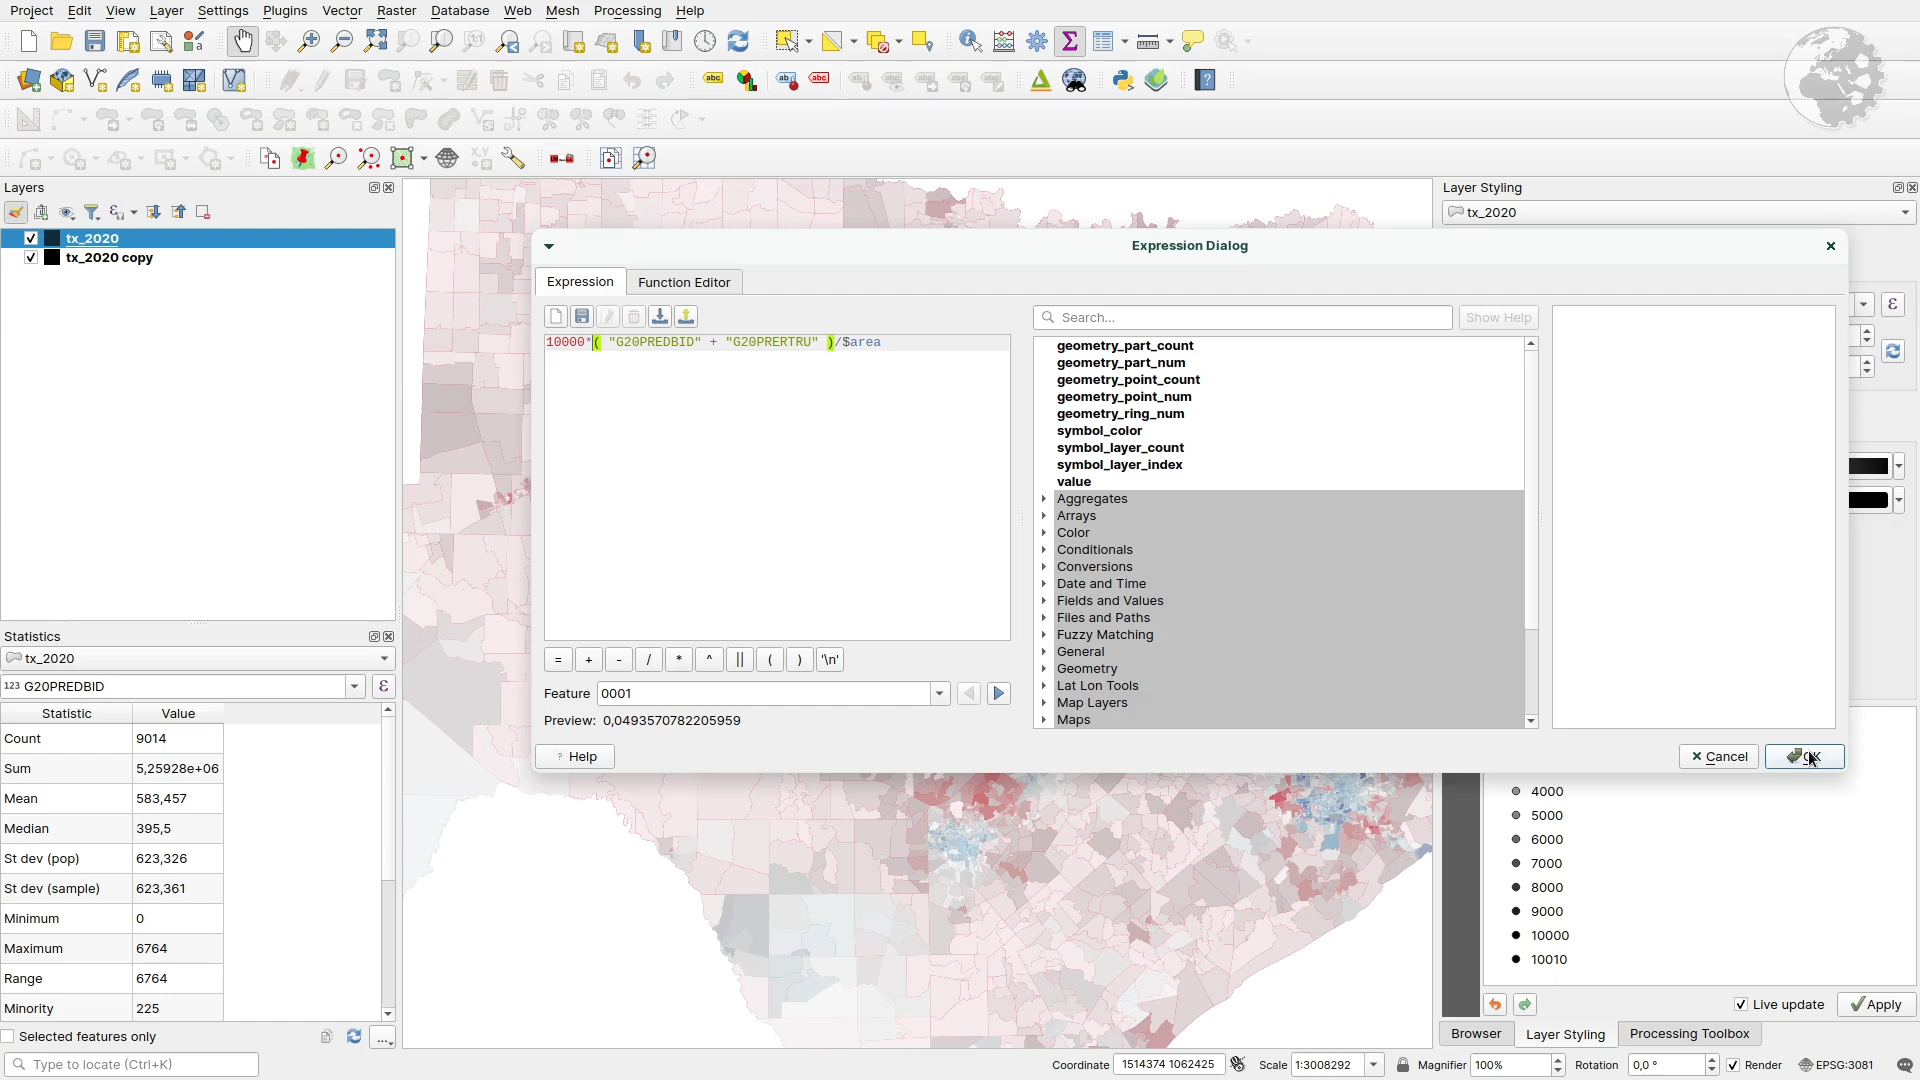 Project Edit View Layer Settings Plugins Vector Raster Database Web Mesh Processing Help
Layers
tx_2020
tx_2020 copy
Layer Styling
tx_2020
Expression Dialog
Expression Function Editor
Search... Show Help
10000*( "G20PREDBID" + "G20PRERTRU" )/$area
geometry_part_count
geometry_part_num
geometry_point_count
geometry_point_num
geometry_ring_num
symbol_color
symbol_layer_count
symbol_layer_index
value
Aggregates
Arrays
Color
Conditionals
Conversions
Date and Time
Fields and Values
Files and Paths
Fuzzy Matching
General
Geometry
Lat Lon Tools
Map Layers
Maps
= + - / * ^ || ( ) '\n'
Feature 0001
Preview: 0,0493570782205959
Help Cancel OK
Statistics
tx_2020
123 G20PREDBID
Statistic Value
Count 9014
Sum 5,25928e+06
Mean 583,457
Median 395,5
St dev (pop) 623,326
St dev (sample) 623,361
Minimum 0
Maximum 6764
Range 6764
Minority 225
Selected features only
Type to locate (Ctrl+K)
4000
5000
6000
7000
8000
9000
10000
10010
Live update Apply
Browser Layer Styling Processing Toolbox
Coordinate 1514374 1062425 Scale 1:3008292 Magnifier 100% Rotation 0,0 ° Render EPSG:3081